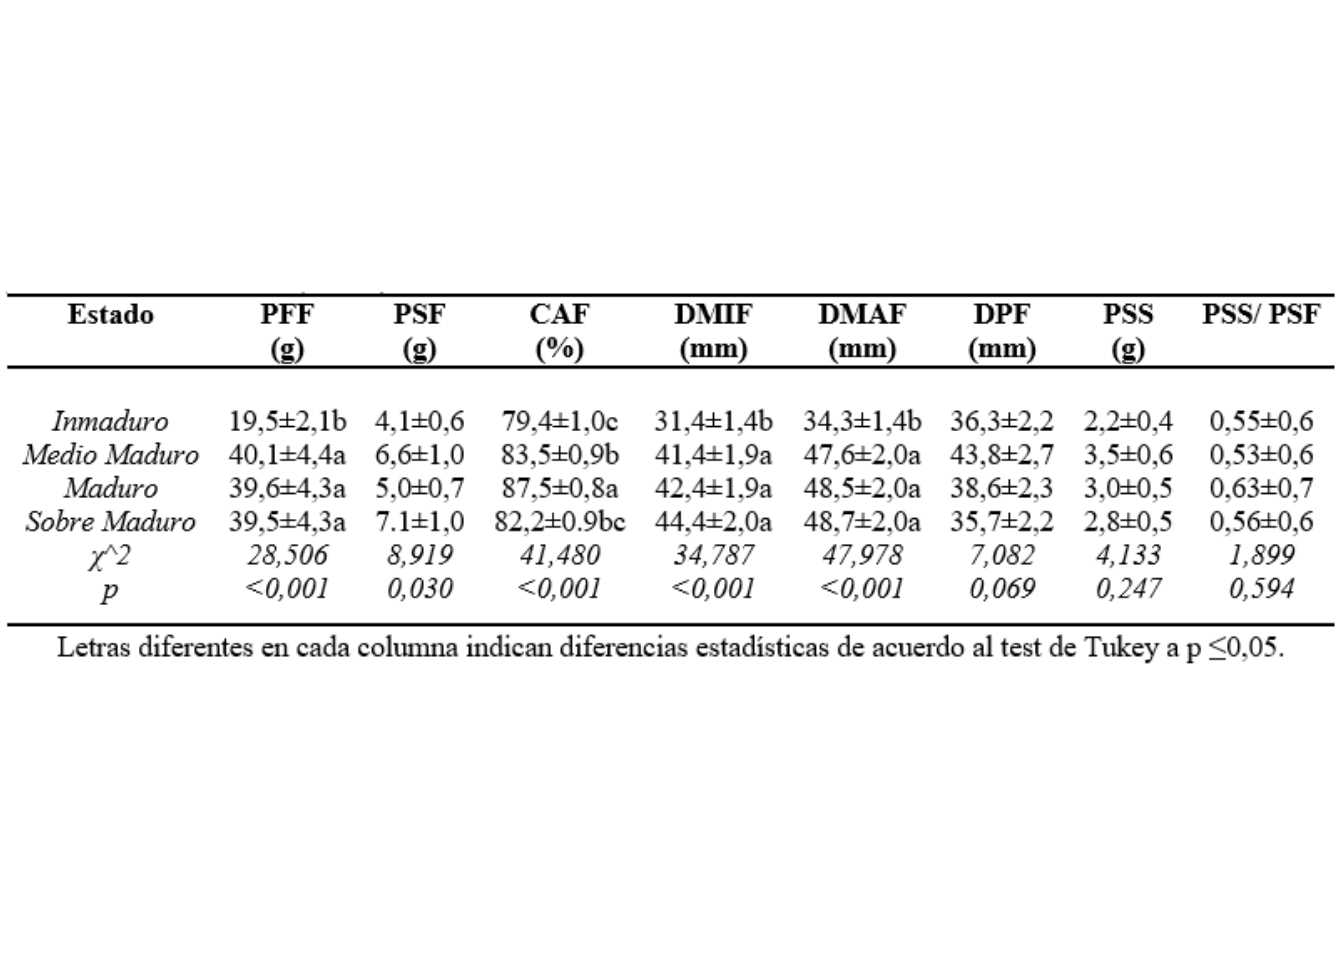 Estado PFF PSF CAF DMIF DMAF DPF PSS PSS/ PSF
(g) (g) (%) (mm) (mm) (mm) (g)
Inmaduro 19,5±2,1b 4,1±0,6 79,4±1,0c 31,4±1,4b 34,3±1,4b 36,3±2,2 2,2±0,4 0,55±0,6
Medio Maduro 40,1±4,4a 6,6±1,0 83,5±0,9b 41,4±1,9a 47,6±2,0a 43,8±2,7 3,5±0,6 0,53±0,6
Maduro 39,6±4,3a 5,0±0,7 87,5±0,8a 42,4±1,9a 48,5±2,0a 38,6±2,3 3,0±0,5 0,63±0,7
Sobre Maduro 39,5±4,3a 7.1±1,0 82,2±0.9bc 44,4±2,0a 48,7±2,0a 35,7±2,2 2,8±0,5 0,56±0,6
χ^2 28,506 8,919 41,480 34,787 47,978 7,082 4,133 1,899
p <0,001 0,030 <0,001 <0,001 <0,001 0,069 0,247 0,594
Letras diferentes en cada columna indican diferencias estadísticas de acuerdo al test de Tukey a p ≤0,05.